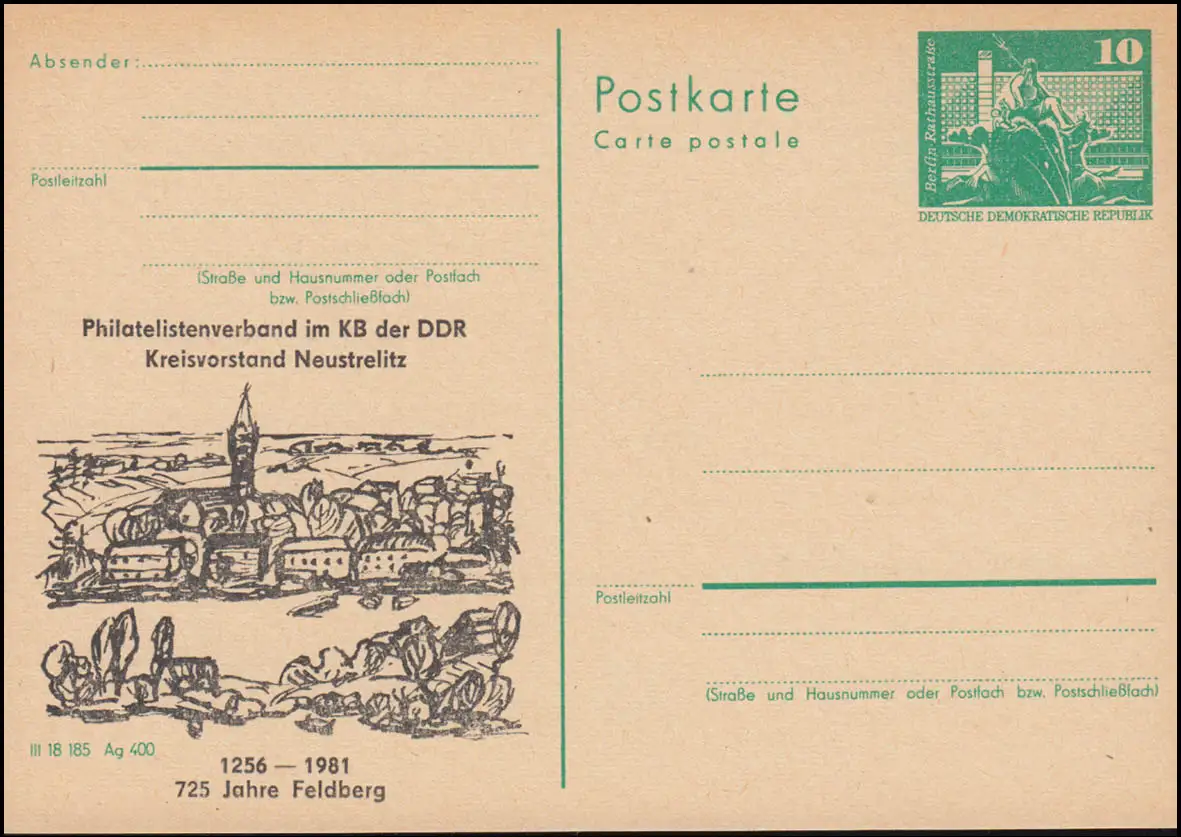 Absender:
Postleitzahl
(Straße und Hausnummer oder Postfach
bzw. Postschließfach)
Philatelistenverband im KB der DDR
Kreisvorstand Neustrelitz
III 18 185 Ag 400
1256 — 1981
725 Jahre Feldberg
Postkarte
Carte postale
10
Berlin, Rathausstraße
DEUTSCHE DEMOKRATISCHE REPUBLIK
Postleitzahl
(Straße und Hausnummer oder Postfach bzw. Postschließfach)